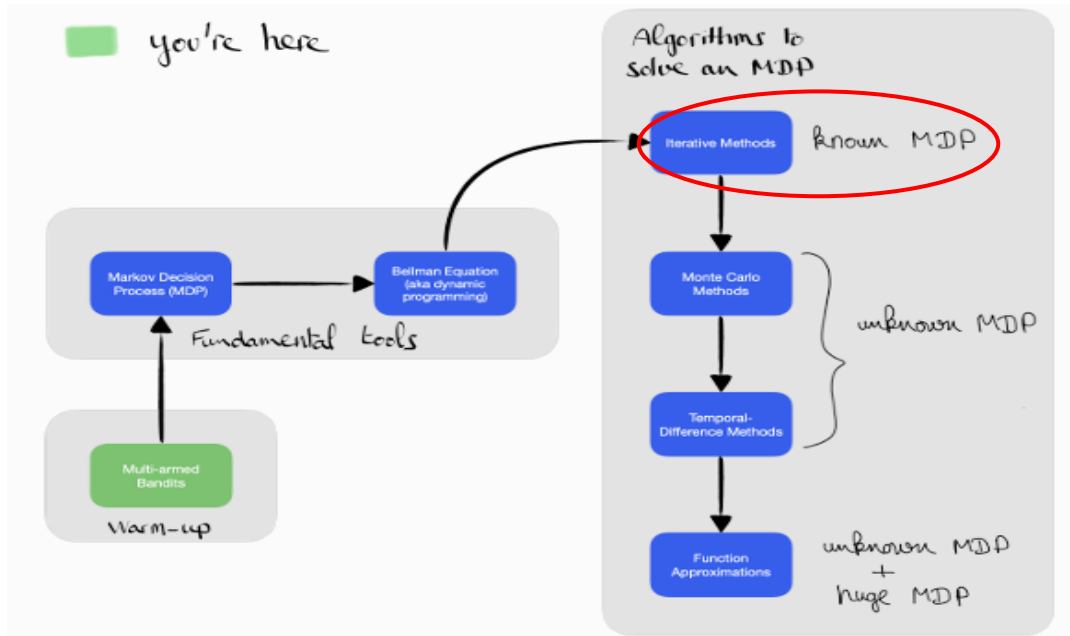 you're here
Algorithms to
solve an MDP
Iterative Methods
known MDP
Markov Decision
Process (MDP)
Bellman Equation
(aka dynamic
programming)
Fundamental tools
Monte Carlo
Methods
unknown MDP
Temporal-
Difference Methods
Multi-armed
Bandits
Warm-up
Function
Approximations
unknown MDP
+
huge MDP